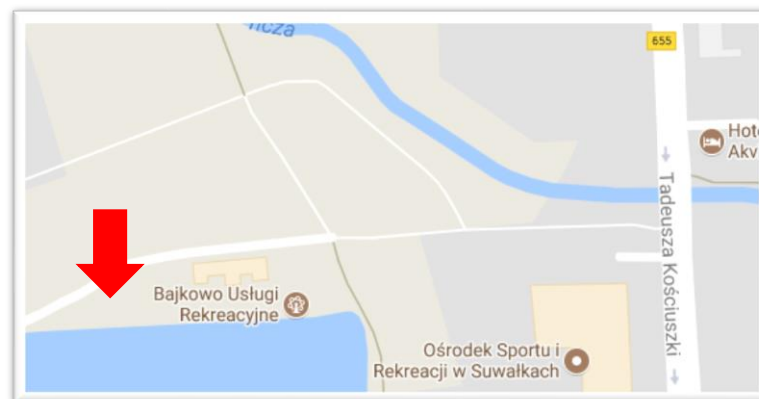 655
Tadeusza Kościuszki
Bajkowo Usługi
Rekreacyjne
Ośrodek Sportu i
Rekreacji w Suwałkach